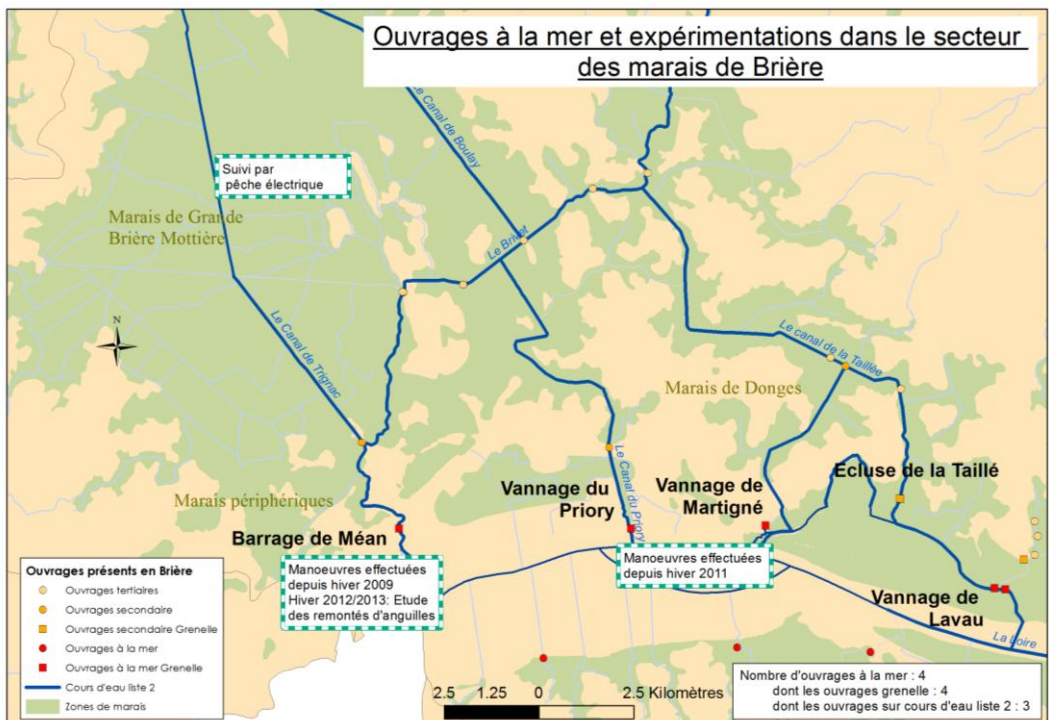 Ouvrages à la mer et expérimentations dans le secteur
des marais de Brière
Le Canal de Boulay
Suivi par
pêche électrique
Marais de Grande
Brière Mottière
Le Brivet
N
Le Canal de Trignac
Le canal de la Taillée
Marais de Donges
Ecluse de la Taillé
Marais périphériques
Vannage du
Priory
Le Canal du Priory
Vannage de
Martigné
Barrage de Méan
Manoeuvres effectuées
depuis hiver 2009
Hiver 2012/2013: Etude
des remontés d'anguilles
Manoeuvres effectuées
depuis hiver 2011
Vannage de
Lavau
La Loire
Ouvrages présents en Brière
Ouvrages tertiaires
Ouvrages secondaire
Ouvrages secondaire Grenelle
Ouvrages à la mer
Ouvrages à la mer Grenelle
Cours d'eau liste 2
Zones de marais
2.5 1.25 0 2.5 Kilomètres
Nombre d'ouvrages à la mer : 4
dont les ouvrages grenelle : 4
dont les ouvrages sur cours d'eau liste 2 : 3